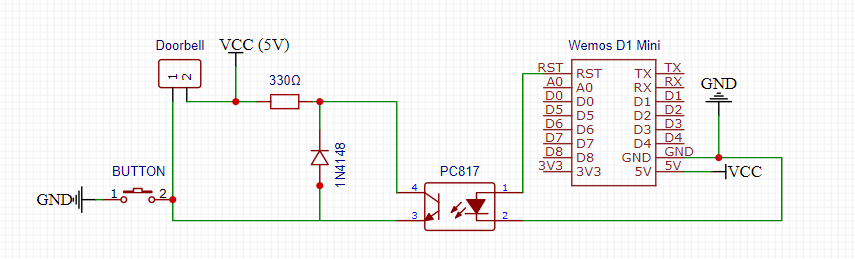 Doorbell
VCC (5V)
1 2
330Ω
1N4148
BUTTON
GND
1
2
PC817
4
3
1
2
Wemos D1 Mini
RST RST TX TX
A0 A0 RX RX
D0 D0 D1 D1
D5 D5 D2 D2
D6 D6 D3 D3
D7 D7 D4 D4
D8 D8 GND GND
3V3 3V3 5V 5V
GND
VCC